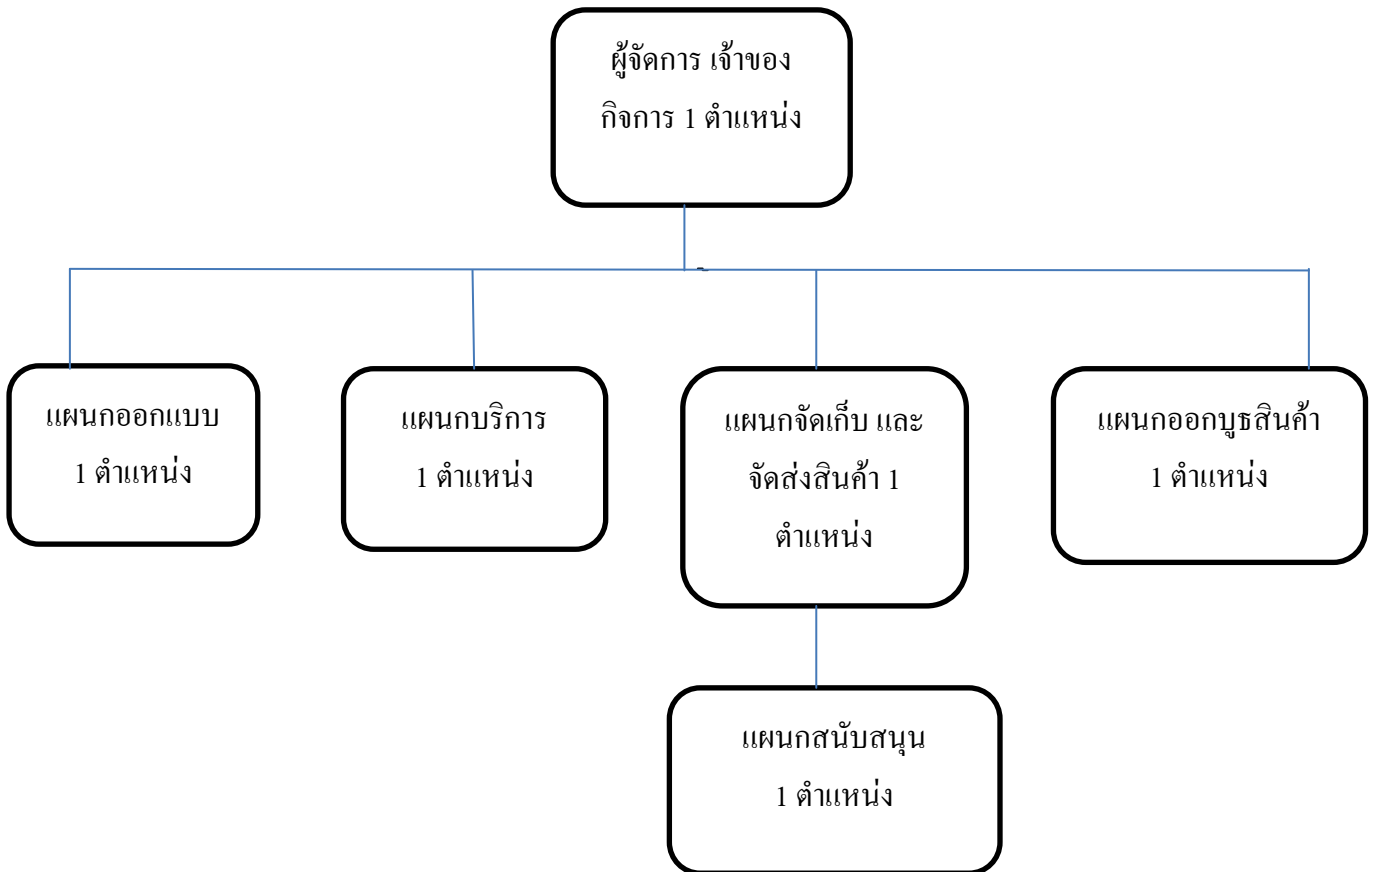 ผู้จัดการ เจ้าของ
กิจการ 1 ตำแหน่ง
แผนกออกแบบ
1 ตำแหน่ง
แผนกบริการ
1 ตำแหน่ง
แผนกจัดเก็บ และ
จัดส่งสินค้า 1
ตำแหน่ง
แผนกออกบูธสินค้า
1 ตำแหน่ง
แผนกสนับสนุน
1 ตำแหน่ง